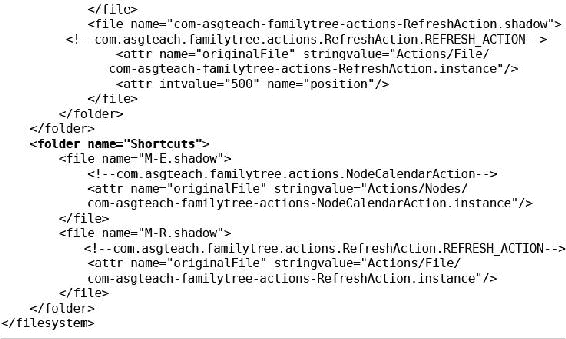 </file>
<file name="com-asgteach-familytree-actions-RefreshAction.shadow">
<! com.asgteach.familytree.actions.RefreshAction.REFRESH_ACTION >
<attr name="originalFile" stringvalue="Actions/File/
com-asgteach-familytree-actions-RefreshAction.instance"/>
<attr intvalue="500" name="position"/>
</file>
</folder>
</folder>
<folder name="Shortcuts">
<file name="M-E.shadow">
<!--com.asgteach.familytree.actions.NodeCalendarAction-->
<attr name="originalFile" stringvalue="Actions/Nodes/
com-asgteach-familytree-actions-NodeCalendarAction.instance"/>
</file>
<file name="M-R.shadow">
<!--com.asgteach.familytree.actions.RefreshAction.REFRESH_ACTION-->
<attr name="originalFile" stringvalue="Actions/File/
com-asgteach-familytree-actions-RefreshAction.instance"/>
</file>
</folder>
</filesystem>